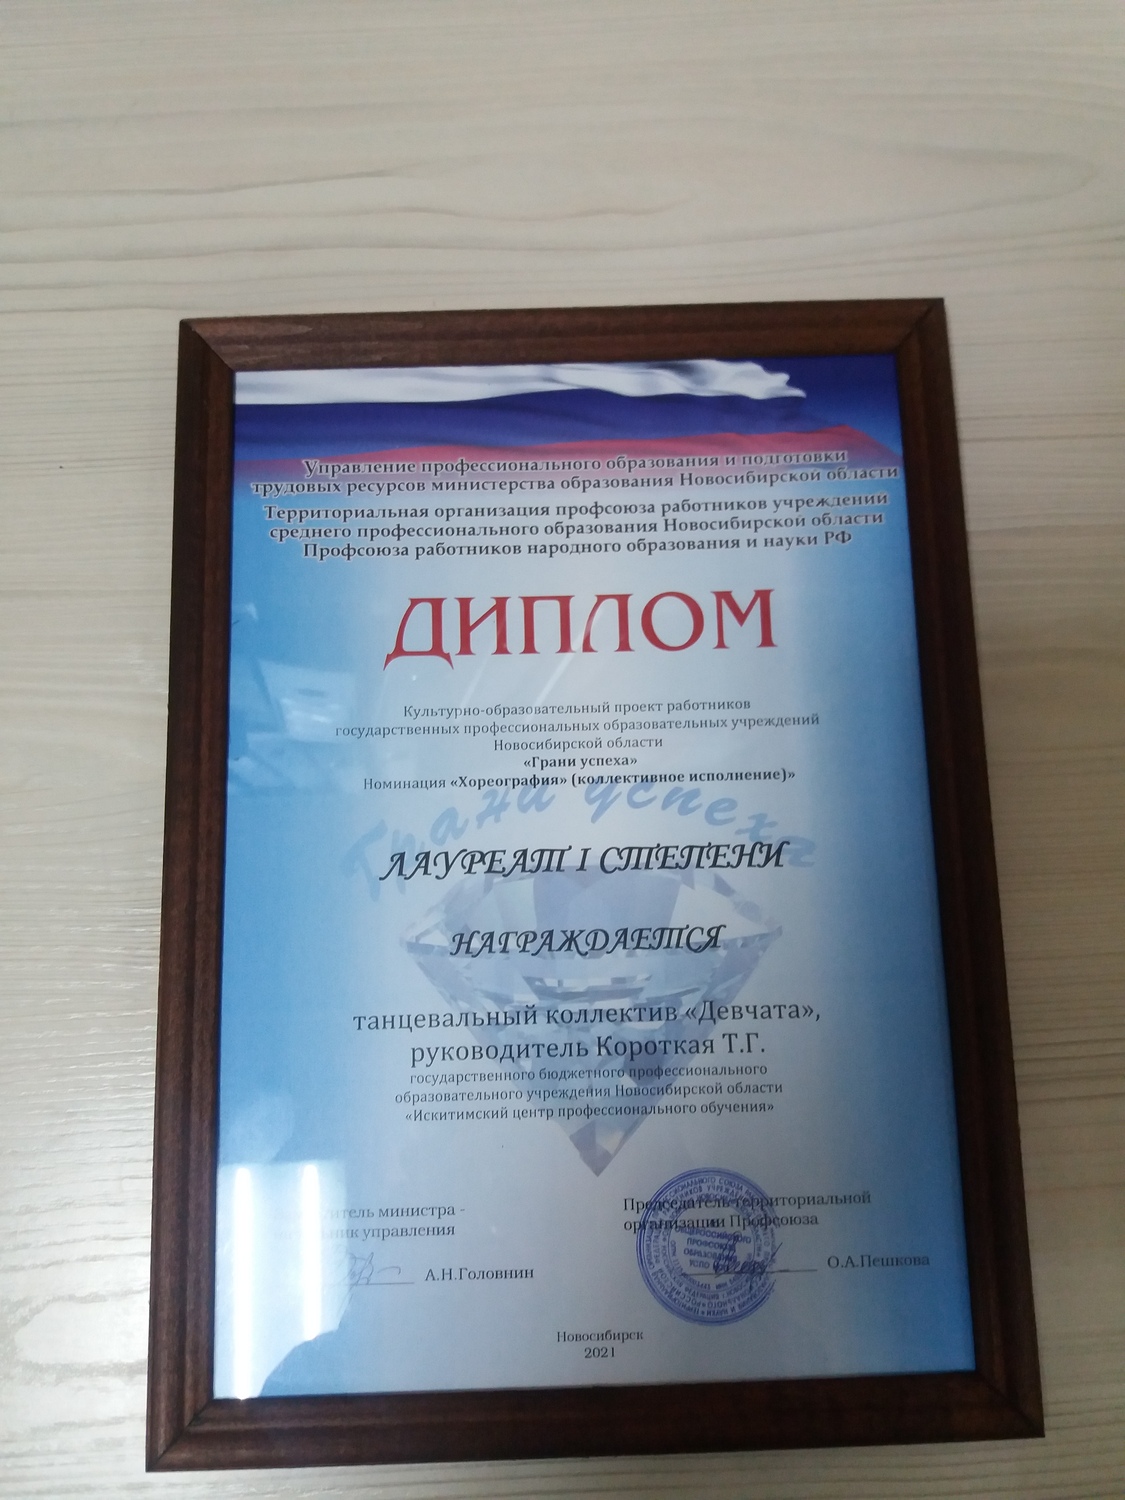 Управление профессионального образования и подготовки
трудовых ресурсов министерства образования Новосибирской области
Территориальная организация профсоюза работников учреждений
среднего профессионального образования Новосибирской области
Профсоюза работников народного образования и науки РФ
ДИПЛОМ
Культурно-образовательный проект работников
государственных профессиональных образовательных учреждений
Новосибирской области
«Грани успеха»
Номинация «Хореография» (коллективное исполнение)»
Грани успеха
ЛАУРЕАТ I СТЕПЕНИ
НАГРАЖДАЕТСЯ
танцевальный коллектив «Девчата»,
руководитель Короткая Т.Г.
государственного бюджетного профессионального
образовательного учреждения Новосибирской области
«Искитимский центр профессионального обучения»
министра -
управления
А.Н.Головнин
Председатель территориальной
организации Профсоюза
ОБЩЕРОССИЙСКОГО
ПРОФСОЮЗА
ОБРАЗОВАНИЯ
О.А.Пешкова
Новосибирск
2021